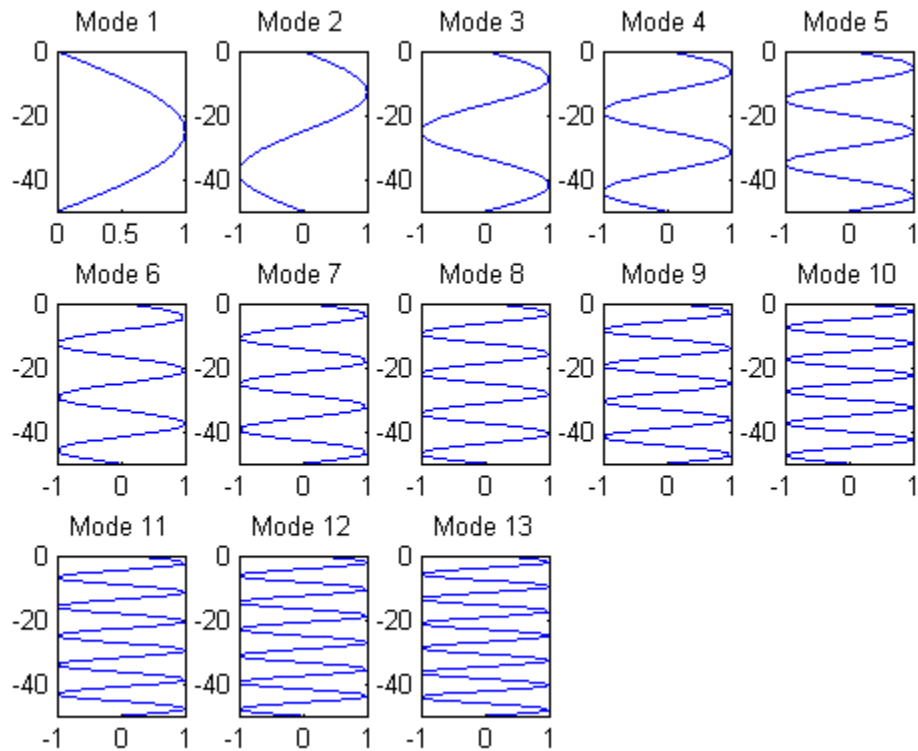 Mode 1 Mode 2 Mode 3 Mode 4 Mode 5
0 0 0 0 0
-20 -20 -20 -20 -20
-40 -40 -40 -40 -40
0 0.5 1 -1 0 1 -1 0 1 -1 0 1 -1 0 1
Mode 6 Mode 7 Mode 8 Mode 9 Mode 10
0 0 0 0 0
-20 -20 -20 -20 -20
-40 -40 -40 -40 -40
-1 0 1 -1 0 1 -1 0 1 -1 0 1 -1 0 1
Mode 11 Mode 12 Mode 13
0 0 0
-20 -20 -20
-40 -40 -40
-1 0 1 -1 0 1 -1 0 1